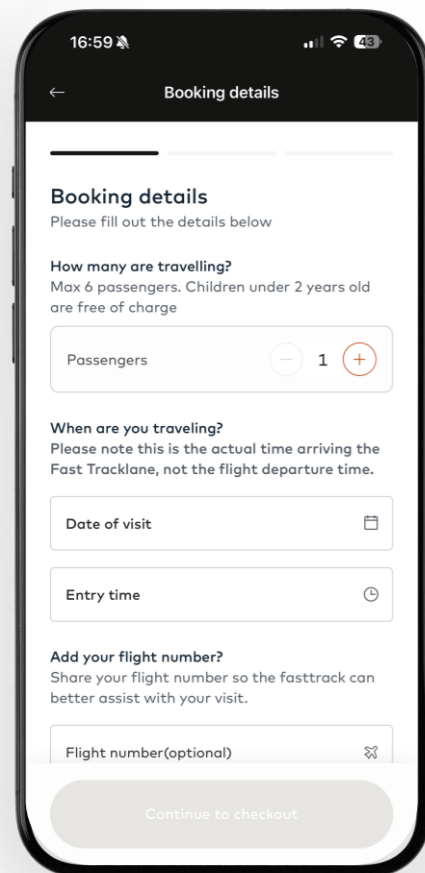 16:59
43
Booking details
Booking details
Please fill out the details below
How many are travelling?
Max 6 passengers. Children under 2 years old
are free of charge
Passengers
1
When are you traveling?
Please note this is the actual time arriving the
Fast Tracklane, not the flight departure time.
Date of visit
Entry time
Add your flight number?
Share your flight number so the fasttrack can
better assist with your visit.
Flight number(optional)
Continue to checkout